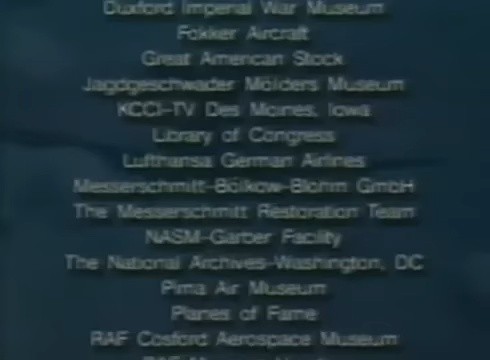 Duxford Imperial War Museum
Fokker Aircraft
Great American Stock
Jagdgeschwader Mölders Museum
KCCI-TV Des Moines, Iowa
Library of Congress
Lufthansa German Airlines
Messerschmitt-Bölkow-Blohm GmbH
The Messerschmitt Restoration Team
NASM-Garber Facility
The National Archives-Washington, DC
Pima Air Museum
Planes of Fame
RAF Cosford Aerospace Museum